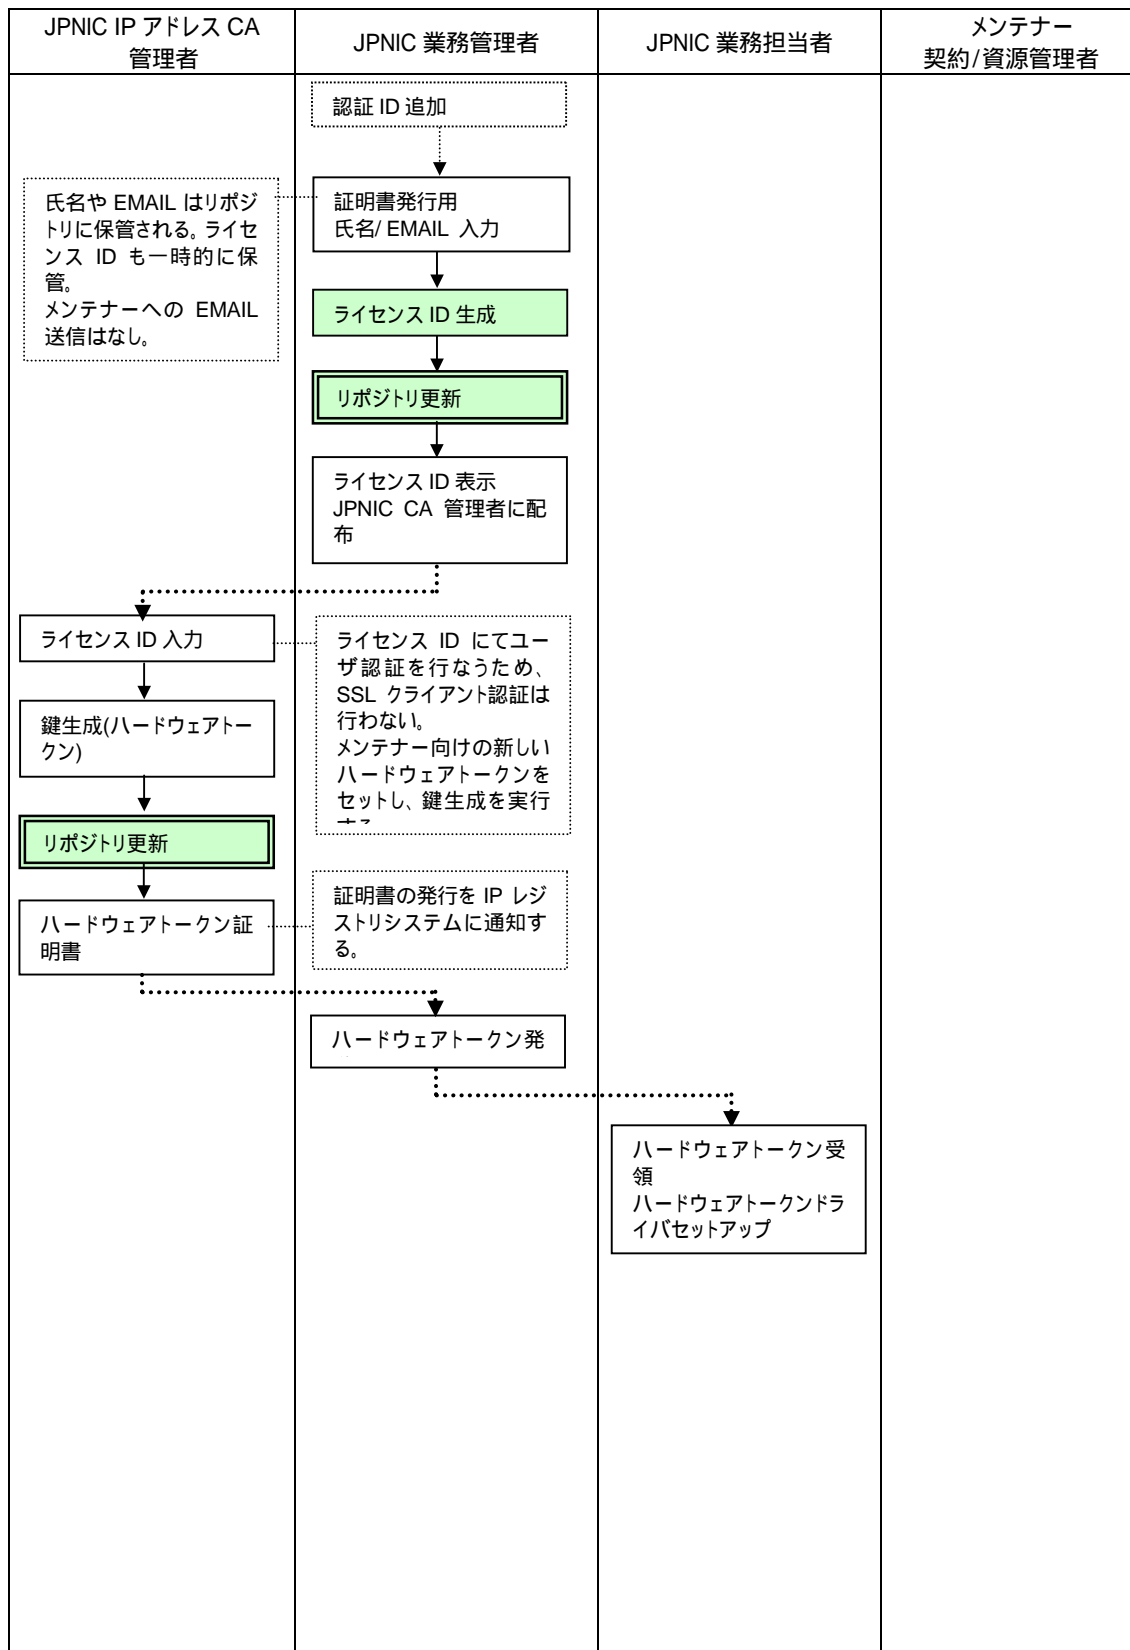 JPNIC IP アドレス CA
管理者
JPNIC 業務管理者
JPNIC 業務担当者
メンテナー
契約/資源管理者
認証 ID 追加
氏名や EMAIL はリポジ
トリに保管される。ライセ
ンス ID も一時的に保
管。
メンテナーへの EMAIL
送信はなし。
証明書発行用
氏名/ EMAIL 入力
ライセンス ID 生成
リポジトリ更新
ライセンス ID 表示
JPNIC CA 管理者に配
布
ライセンス ID 入力
ライセンス ID にてユー
ザ認証を行なうため、
SSL クライアント認証は
行わない。
メンテナー向けの新しい
ハードウェアトークンを
セットし、鍵生成を実行
鍵生成(ハードウェアトー
クン)
リポジトリ更新
ハードウェアトークン証
明書
証明書の発行を IP レジ
ストリシステムに通知す
る。
ハードウェアトークン発
ハードウェアトークン受
領
ハードウェアトークンドラ
イバセットアップ